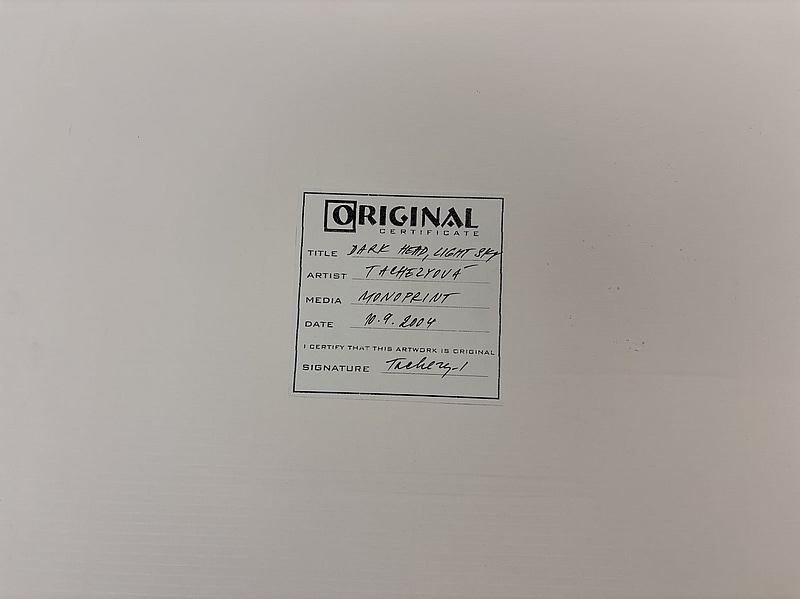 ORIGINAL
CERTIFICATE
TITLE DARK HEAD, LIGHT SKY
ARTIST TACHEZYOVÁ
MEDIA MONOPRINT
DATE 10.9.2004
I CERTIFY THAT THIS ARTWORK IS ORIGINAL
SIGNATURE